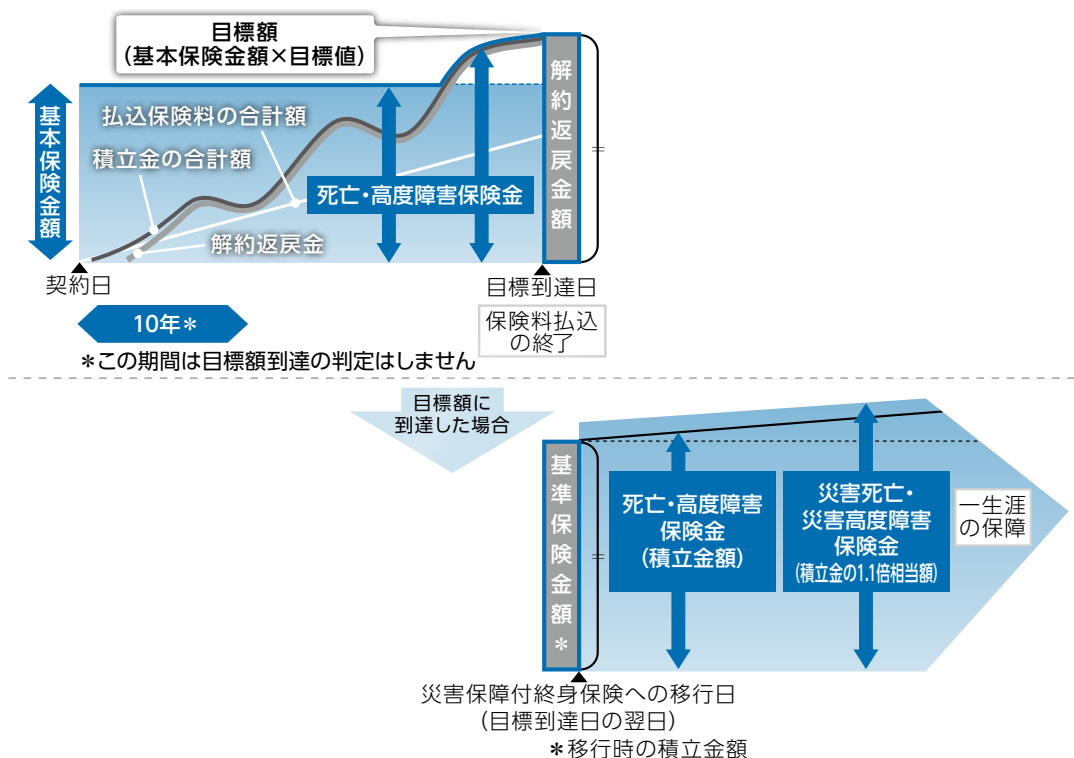 目標額
（基本保険金額×目標値）
基本保険金額
払込保険料の合計額
積立金の合計額
解約返戻金
死亡・高度障害保険金
解約返戻金額
＝
契約日
目標到達日
10年＊
保険料払込
の終了
＊この期間は目標額到達の判定はしません
目標額に
到達した場合
基準保険金額＊
＝
死亡・高度障害
保険金
（積立金額）
災害死亡・
災害高度障害
保険金
（積立金の1.1倍相当額）
一生涯
の保障
災害保障付終身保険への移行日
（目標到達日の翌日）
＊移行時の積立金額